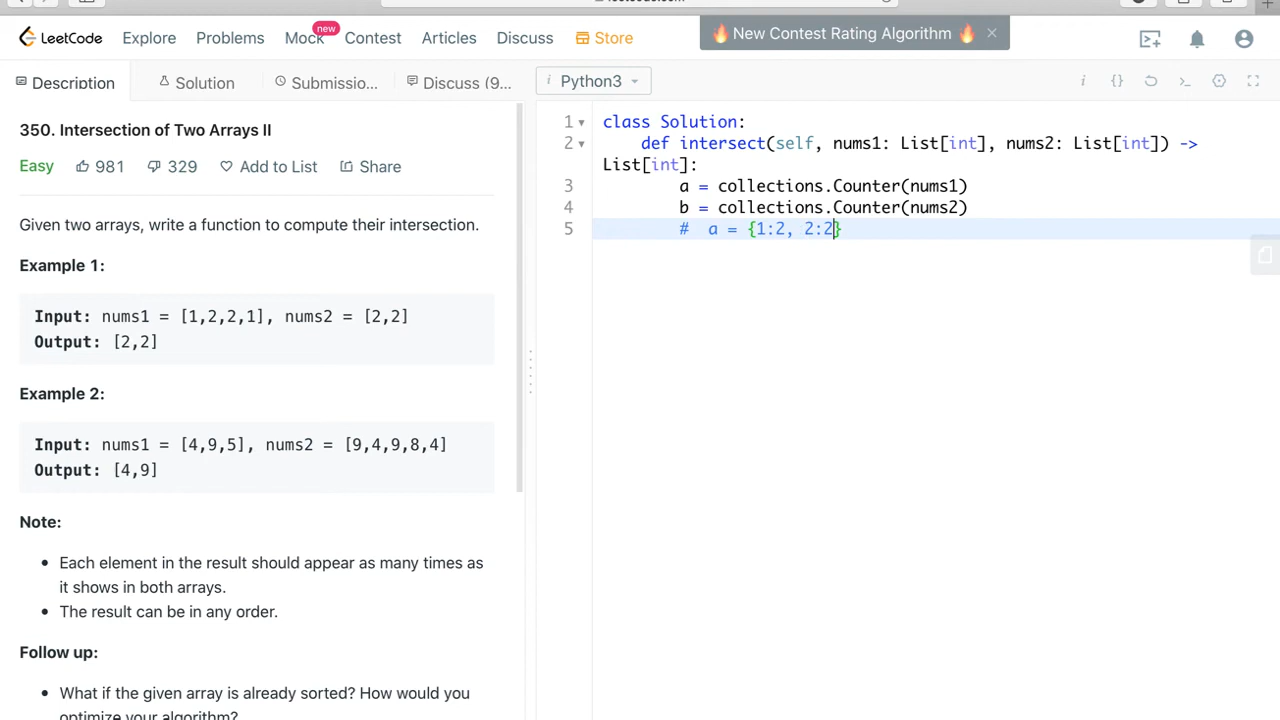 LeetCode Explore Problems Mock new Contest Articles Discuss Store
🔥 New Contest Rating Algorithm 🔥 ×
Description Solution Submissio... Discuss (9...
i Python3
350. Intersection of Two Arrays II
Easy 981 329 Add to List Share
Given two arrays, write a function to compute their intersection.
Example 1:
Input: nums1 = [1,2,2,1], nums2 = [2,2]
Output: [2,2]
Example 2:
Input: nums1 = [4,9,5], nums2 = [9,4,9,8,4]
Output: [4,9]
Note:
• Each element in the result should appear as many times as
it shows in both arrays.
• The result can be in any order.
Follow up:
• What if the given array is already sorted? How would you
optimize your algorithm?
1 class Solution:
2     def intersect(self, nums1: List[int], nums2: List[int]) ->
List[int]:
3         a = collections.Counter(nums1)
4         b = collections.Counter(nums2)
5         #  a = {1:2, 2:2}